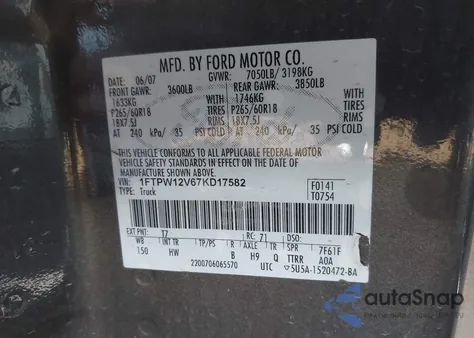 MFD. BY FORD MOTOR CO.
DATE: 06/07 GVWR: 7050LB/ 3198KG
FRONT GAWR: 3600LB REAR GAWR: 3850LB
1633KG WITH 1746KG WITH
P265/60R18 TIRES P265/60R18 TIRES
18X7.5J RIMS 18X7.5J RIMS
AT 240 kPa/ 35 PSI COLD AT 240 kPa/ 35 PSI COLD
THIS VEHICLE CONFORMS TO ALL APPLICABLE FEDERAL MOTOR
VEHICLE SAFETY STANDARDS IN EFFECT ON THE DATE OF
MANUFACTURE SHOWN ABOVE.
VIN: 1FTPW12V67KD17582 F0141
TYPE: Truck T0754
EXT PNT: T7 RC: 71 DSO:
WB INT TR TP/PS R AXLE TR SPR 7F61F
150 HW B H9 Q TTRR A0A
2200706065570 UTC 5U5A-1520472-BA
autoSnap
www.autosnap.com